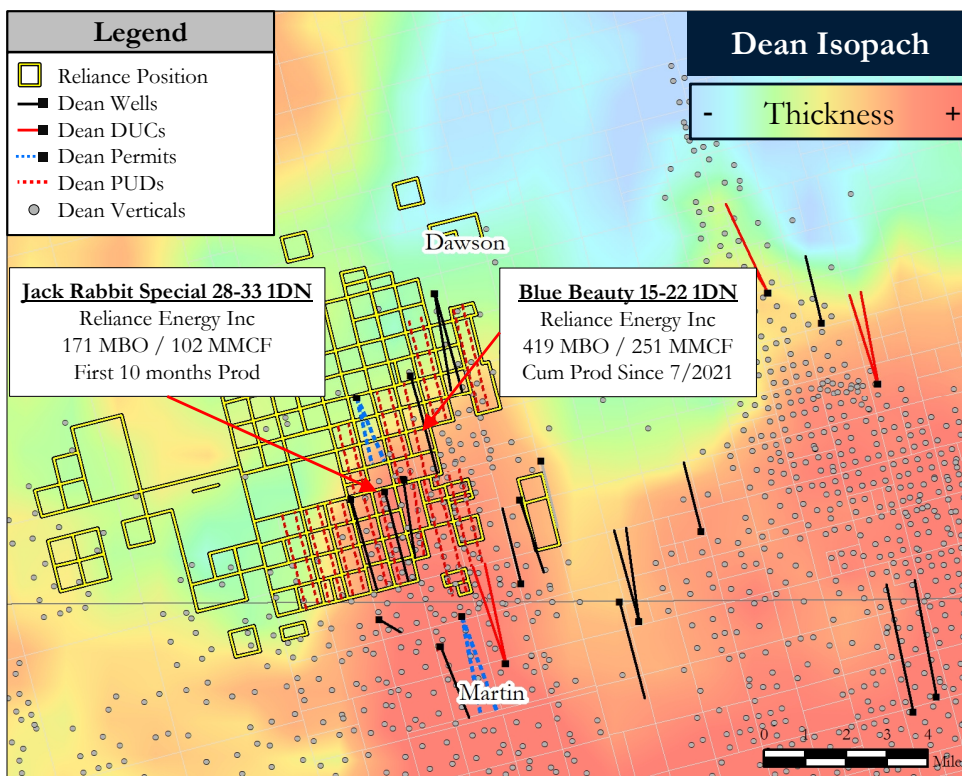 Legend
Reliance Position
Dean Wells
Dean DUCs
Dean Permits
Dean PUDs
Dean Verticals
Dean Isopach
- Thickness +
Dawson
Jack Rabbit Special 28-33 1DN
Reliance Energy Inc
171 MBO / 102 MMCF
First 10 months Prod
Blue Beauty 15-22 1DN
Reliance Energy Inc
419 MBO / 251 MMCF
Cum Prod Since 7/2021
Martin
0 1 2 3 4
Mile